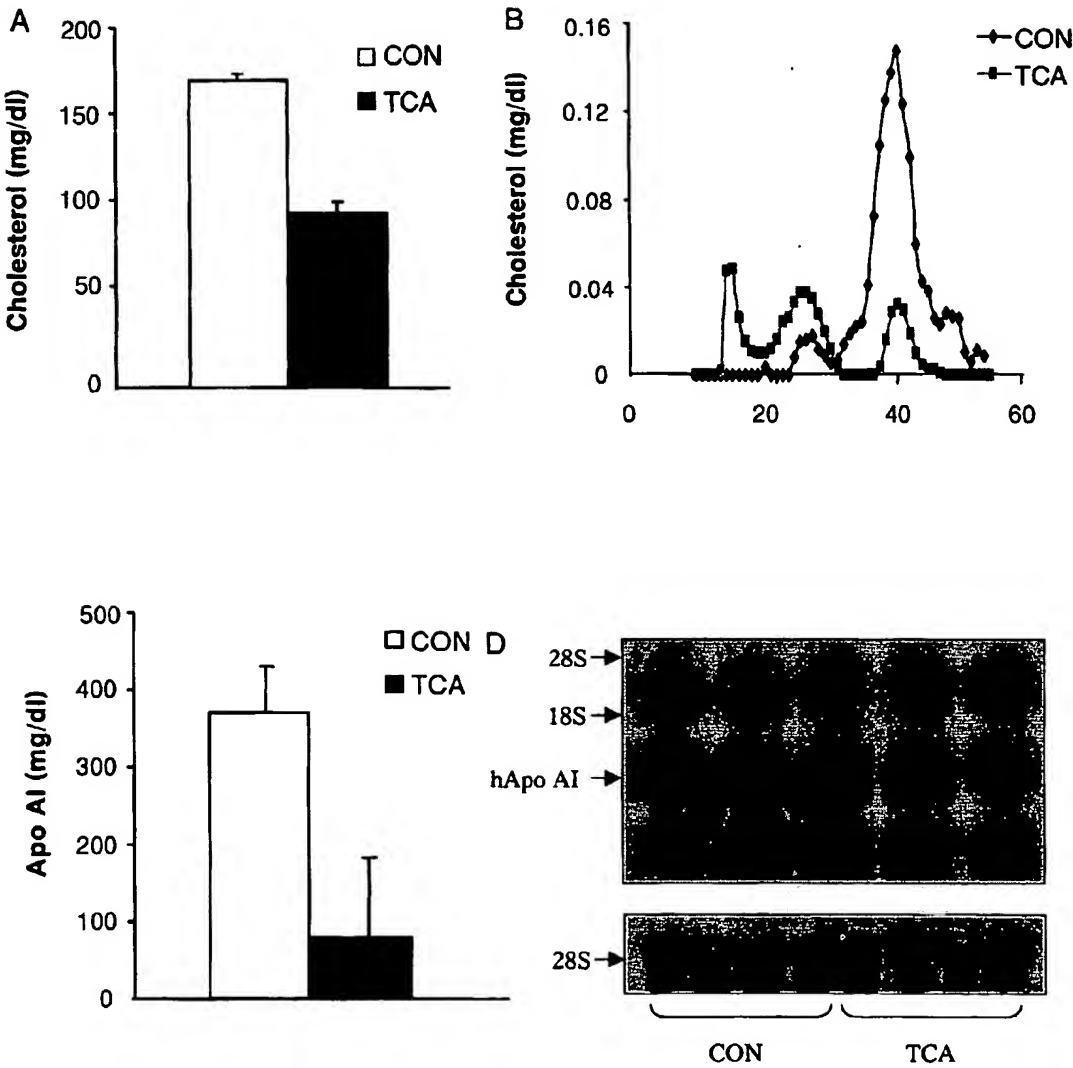 A
Cholesterol (mg/dl)
200
150
100
50
0
CON
TCA
B
Cholesterol (mg/dl)
0.16
0.12
0.08
0.04
0
0 20 40 60
CON
TCA
Apo AI (mg/dl)
500
400
300
200
100
0
CON
TCA
D
28S
18S
hApo AI
28S
CON TCA